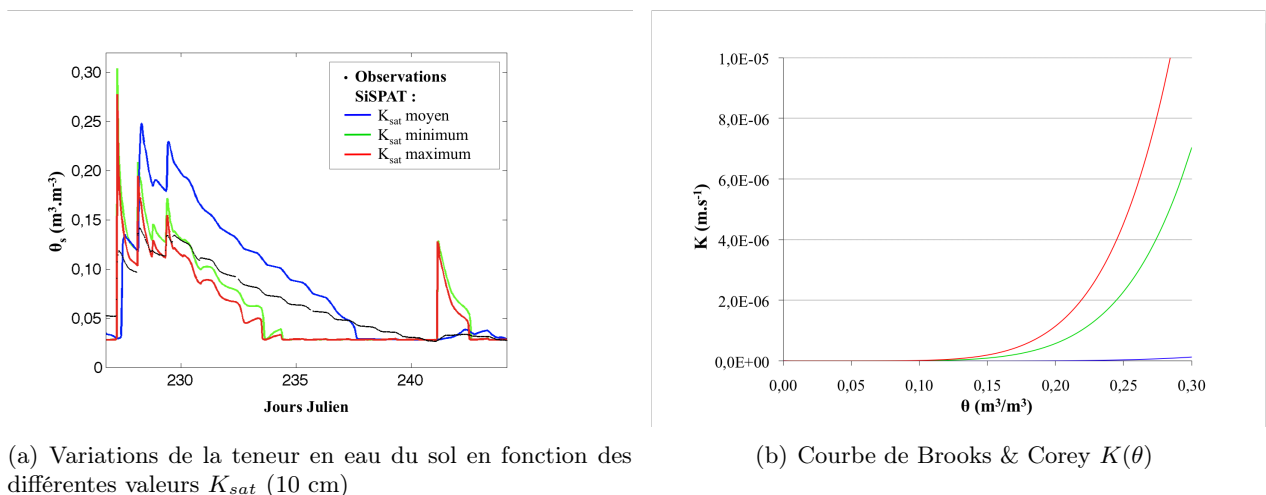 0,30
0,25
0,20
0,15
0,10
0,05
0
θs (m³.m-³)
230
235
240
Jours Julien
· Observations
SiSPAT :
Ksat moyen
Ksat minimum
Ksat maximum
1,0E-05
8,0E-06
6,0E-06
4,0E-06
2,0E-06
0,0E+00
K (m.s-¹)
0,00
0,05
0,10
0,15
0,20
0,25
0,30
θ (m³/m³)
(a) Variations de la teneur en eau du sol en fonction des
différentes valeurs Ksat (10 cm)
(b) Courbe de Brooks & Corey K(θ)